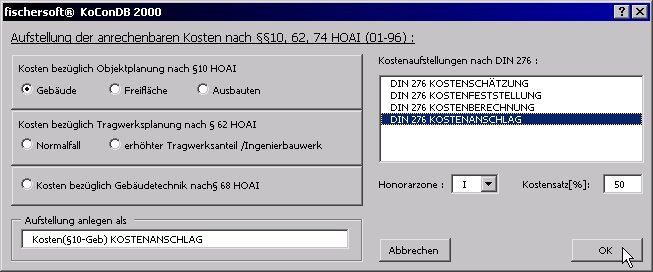 fischersoft® KoConDB 2000
Aufstellung der anrechenbaren Kosten nach §§10, 62, 74 HOAI (01-96) :
Kosten bezüglich Objektplanung nach §10 HOAI
Gebäude Freifläche Ausbauten
Kosten bezüglich Tragwerksplanung nach § 62 HOAI
Normalfall erhöhter Tragwerksanteil /Ingenierbauwerk
Kosten bezüglich Gebäudetechnik nach§ 68 HOAI
Aufstellung anlegen als
Kosten(§10-Geb) KOSTENANSCHLAG
Kostenaufstellungen nach DIN 276 :
DIN 276 KOSTENSCHÄTZUNG
DIN 276 KOSTENFESTSTELLUNG
DIN 276 KOSTENBERECHNUNG
DIN 276 KOSTENANSCHLAG
Honorarzone : I Kostensatz[%]: 50
Abbrechen OK